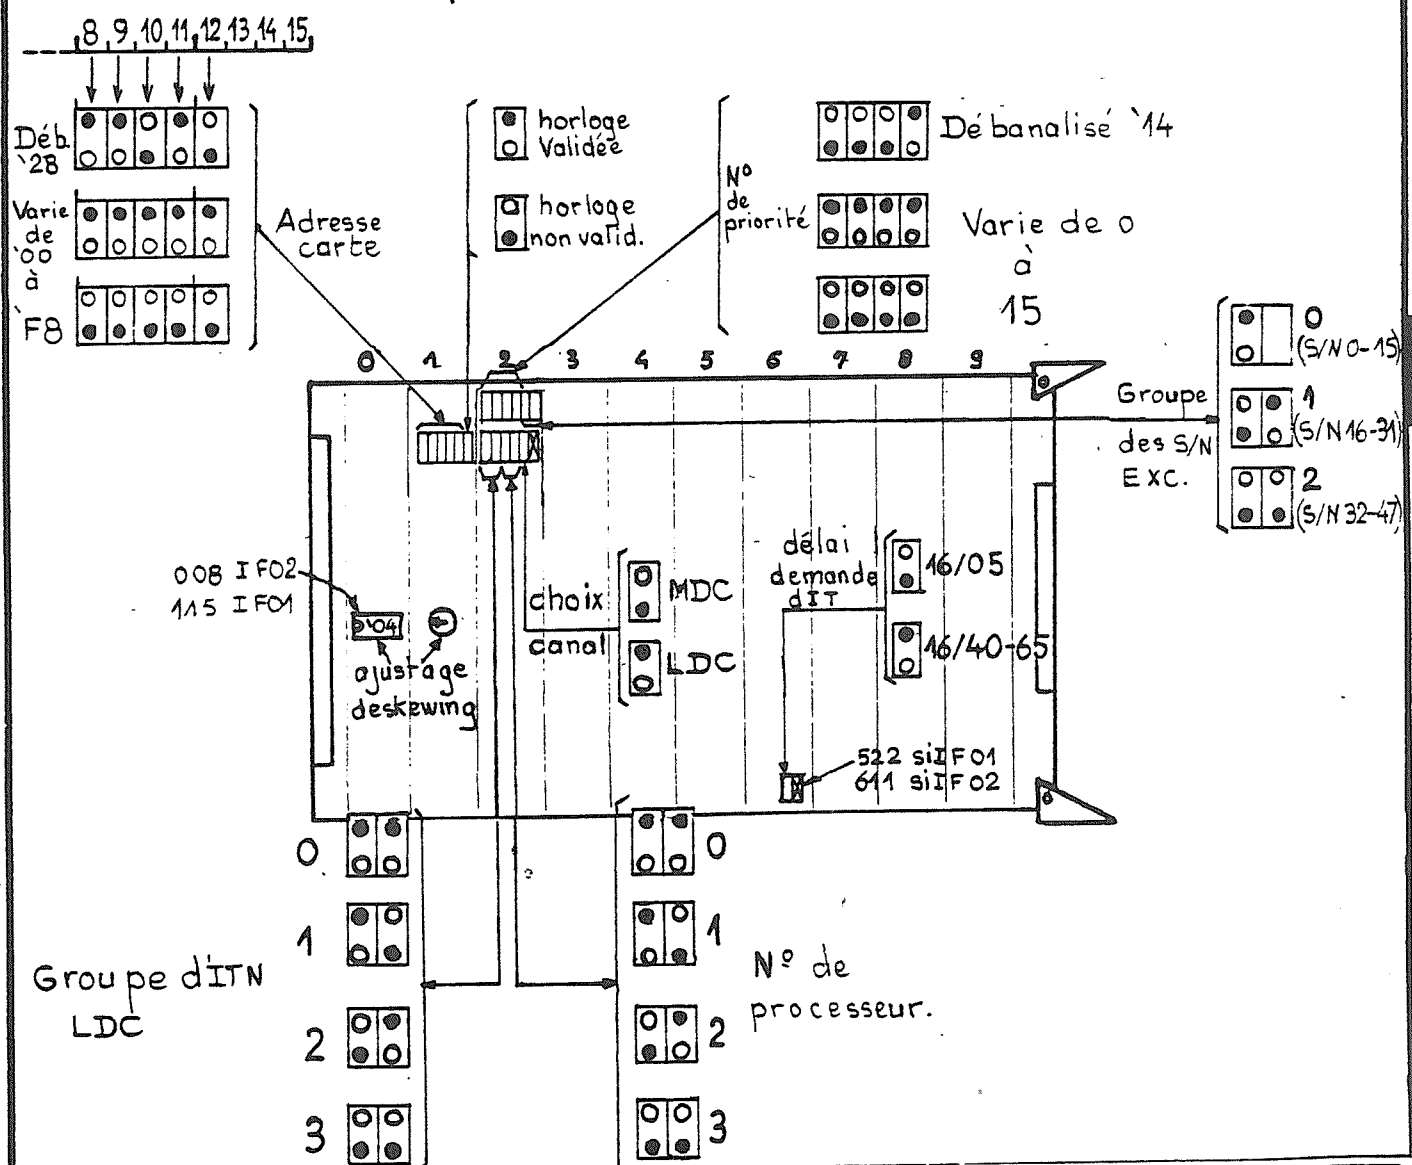 8 9 10 11 12 13 14 15
Déb.
'28
Varie
de
'00
à
'F8
Adresse
carte
horloge
Validée
horloge
non valid.
N°
de
priorité
Débanalisé '14
Varie de 0
à
15
0 1 2 3 4 5 6 7 8 9
Groupe
des S/N
EXC.
0
(S/N 0-15)
1
(S/N 16-31)
2
(S/N 32-47)
008 IF02
115 IF01
'04
ajustage
deskewing
choix
canal
MDC
LDC
délai
demande
d'IT
16/05
16/40-65
522 si IF01
611 si IF02
Groupe d'ITN
LDC
0
1
2
3
N° de
processeur.
0
1
2
3